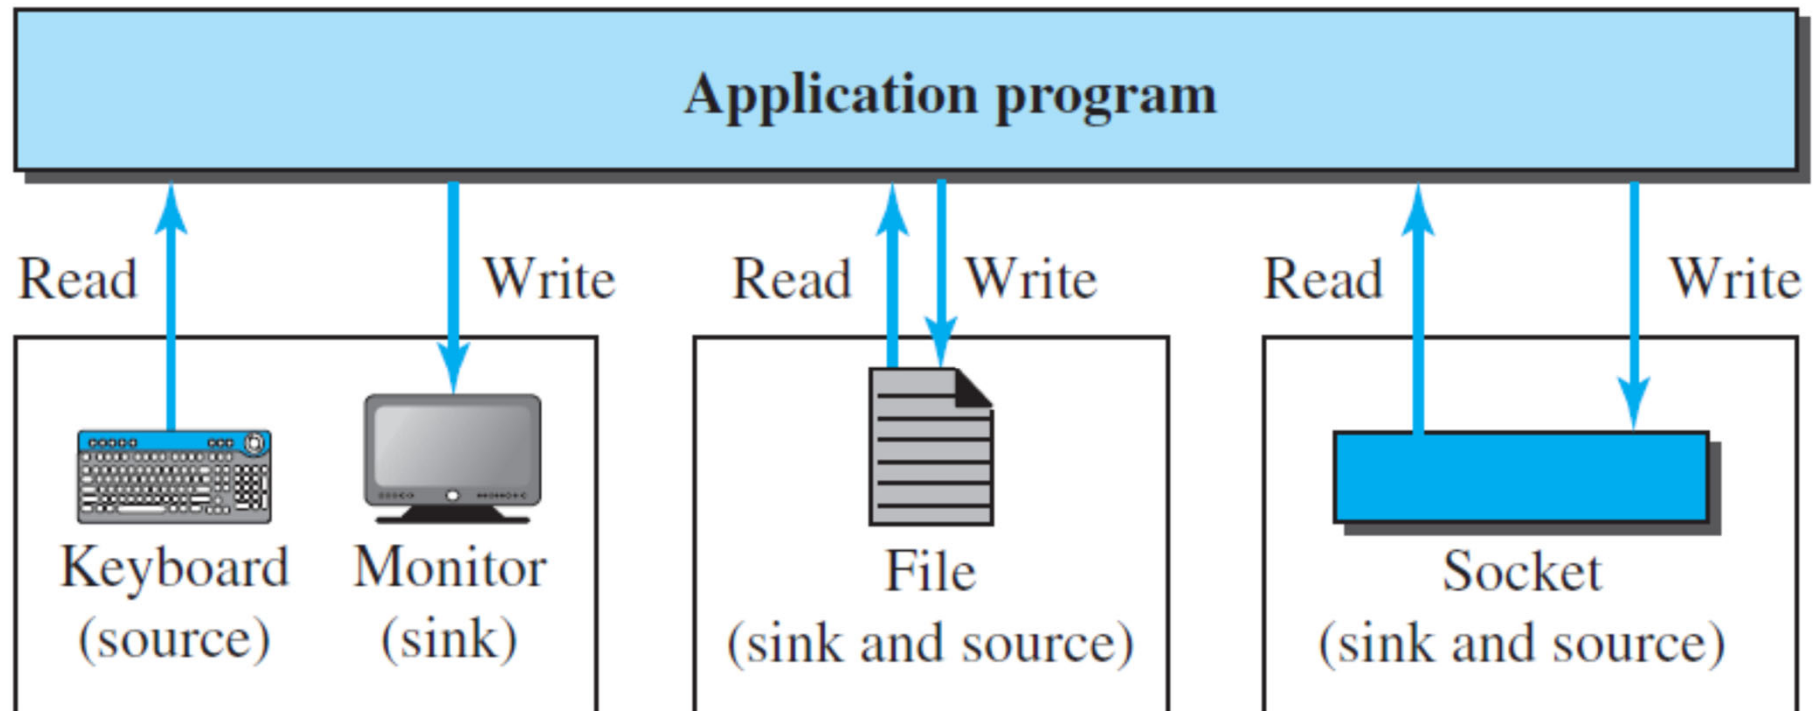 Application program
Read
Write
Read
Write
Read
Write
Keyboard
(source)
Monitor
(sink)
File
(sink and source)
Socket
(sink and source)